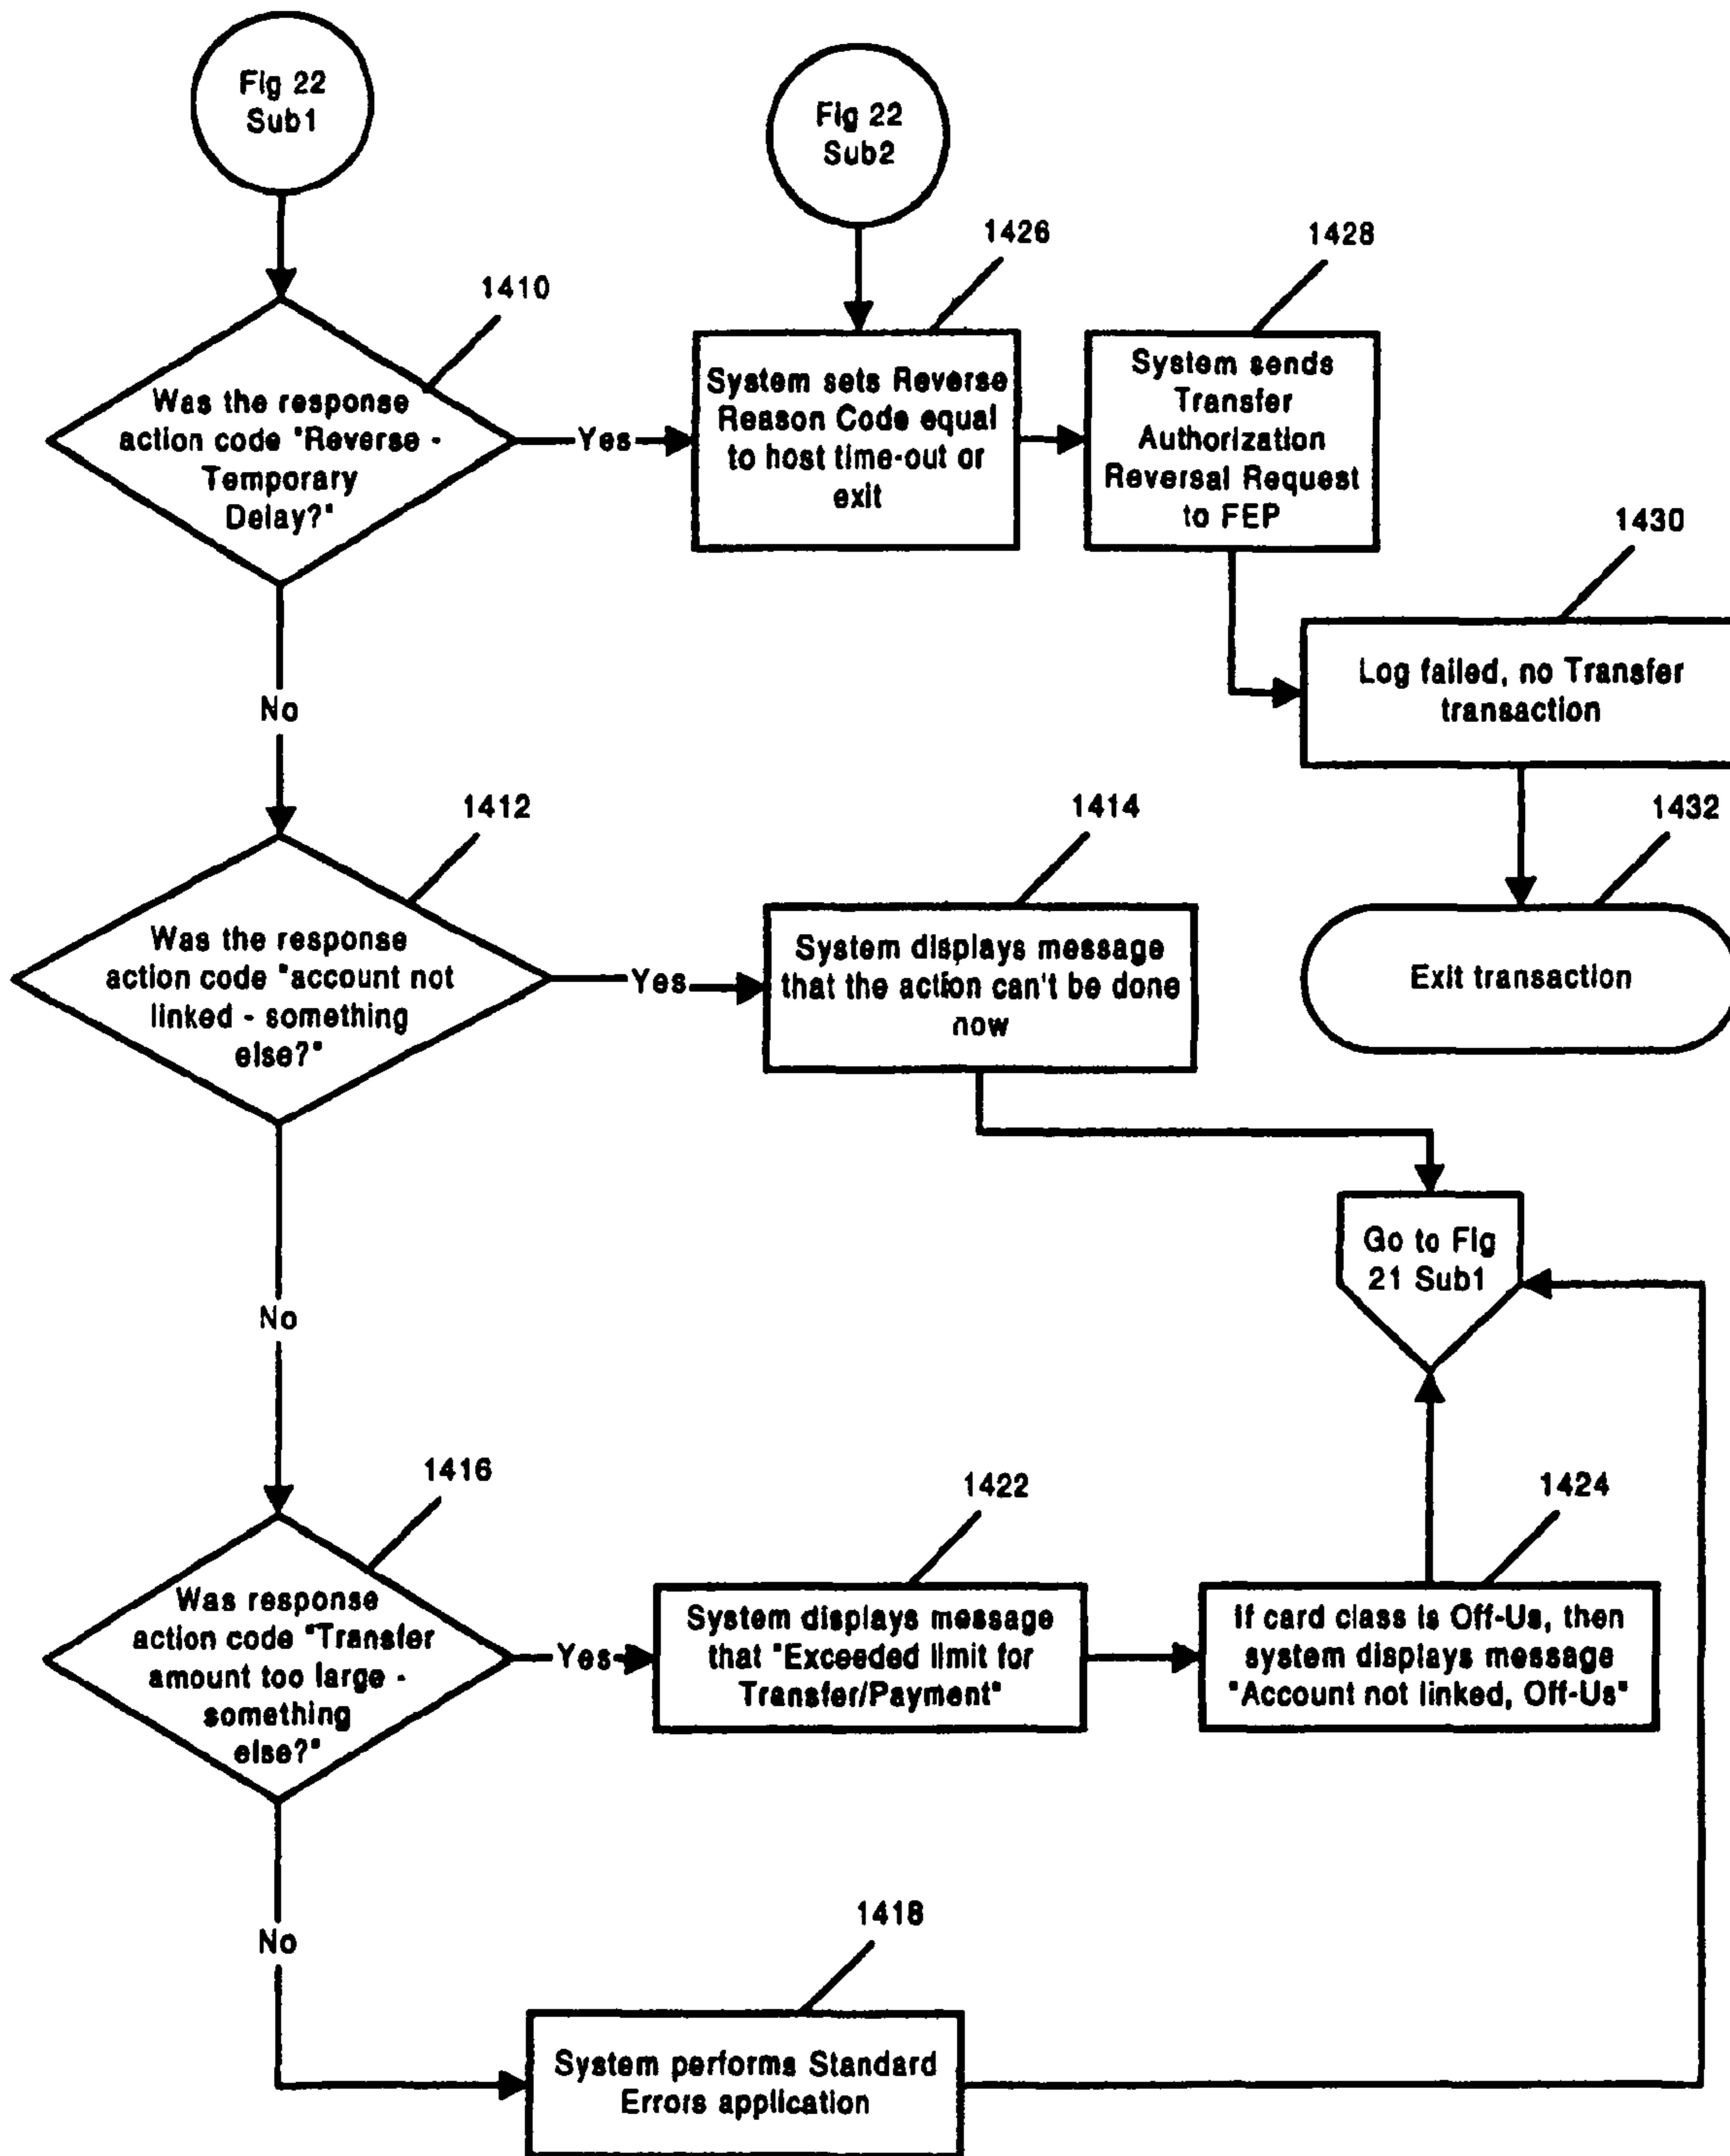 Fig 22
Sub1
Fig 22
Sub2
1410
1426
1428
Was the response
action code "Reverse -
Temporary
Delay?"
Yes
System sets Reverse
Reason Code equal
to host time-out or
exit
System sends
Transfer
Authorization
Reversal Request
to FEP
1430
Log failed, no Transfer
transaction
No
1412
1414
1432
Was the response
action code "account not
linked - something
else?"
Yes
System displays message
that the action can't be done
now
Exit transaction
Go to Fig
21 Sub1
No
1416
1422
1424
Was response
action code "Transfer
amount too large -
something
else?"
Yes
System displays message
that "Exceeded limit for
Transfer/Payment"
If card class is Off-Us, then
system displays message
"Account not linked, Off-Us"
No
1418
System performs Standard
Errors application